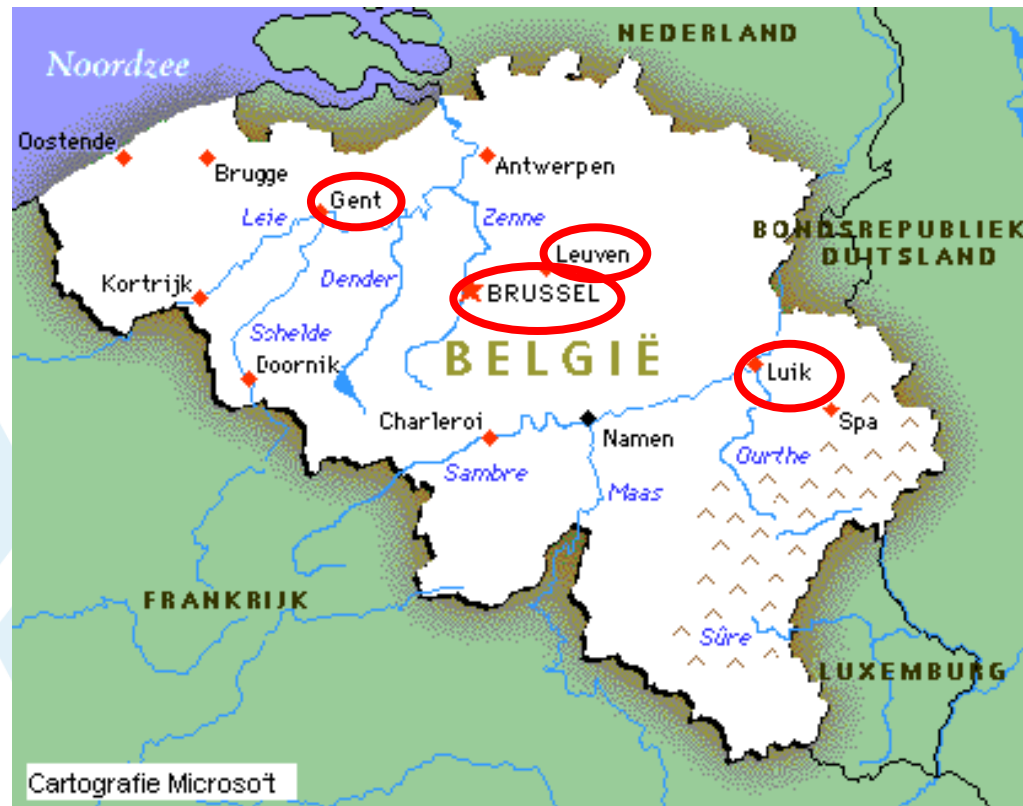 NEDERLAND
Noordzee
Oostende
Brugge
Antwerpen
Gent
Leie
Zenne
BONDSREPUBLIEK
DUITSLAND
Leuven
Kortrijk
Dender
BRUSSEL
Schelde
BELGIË
Doornik
Luik
Charleroi
Spa
Namen
Ourthe
Sambre
Maas
FRANKRIJK
Sûre
LUXEMBURG
Cartografie Microsoft